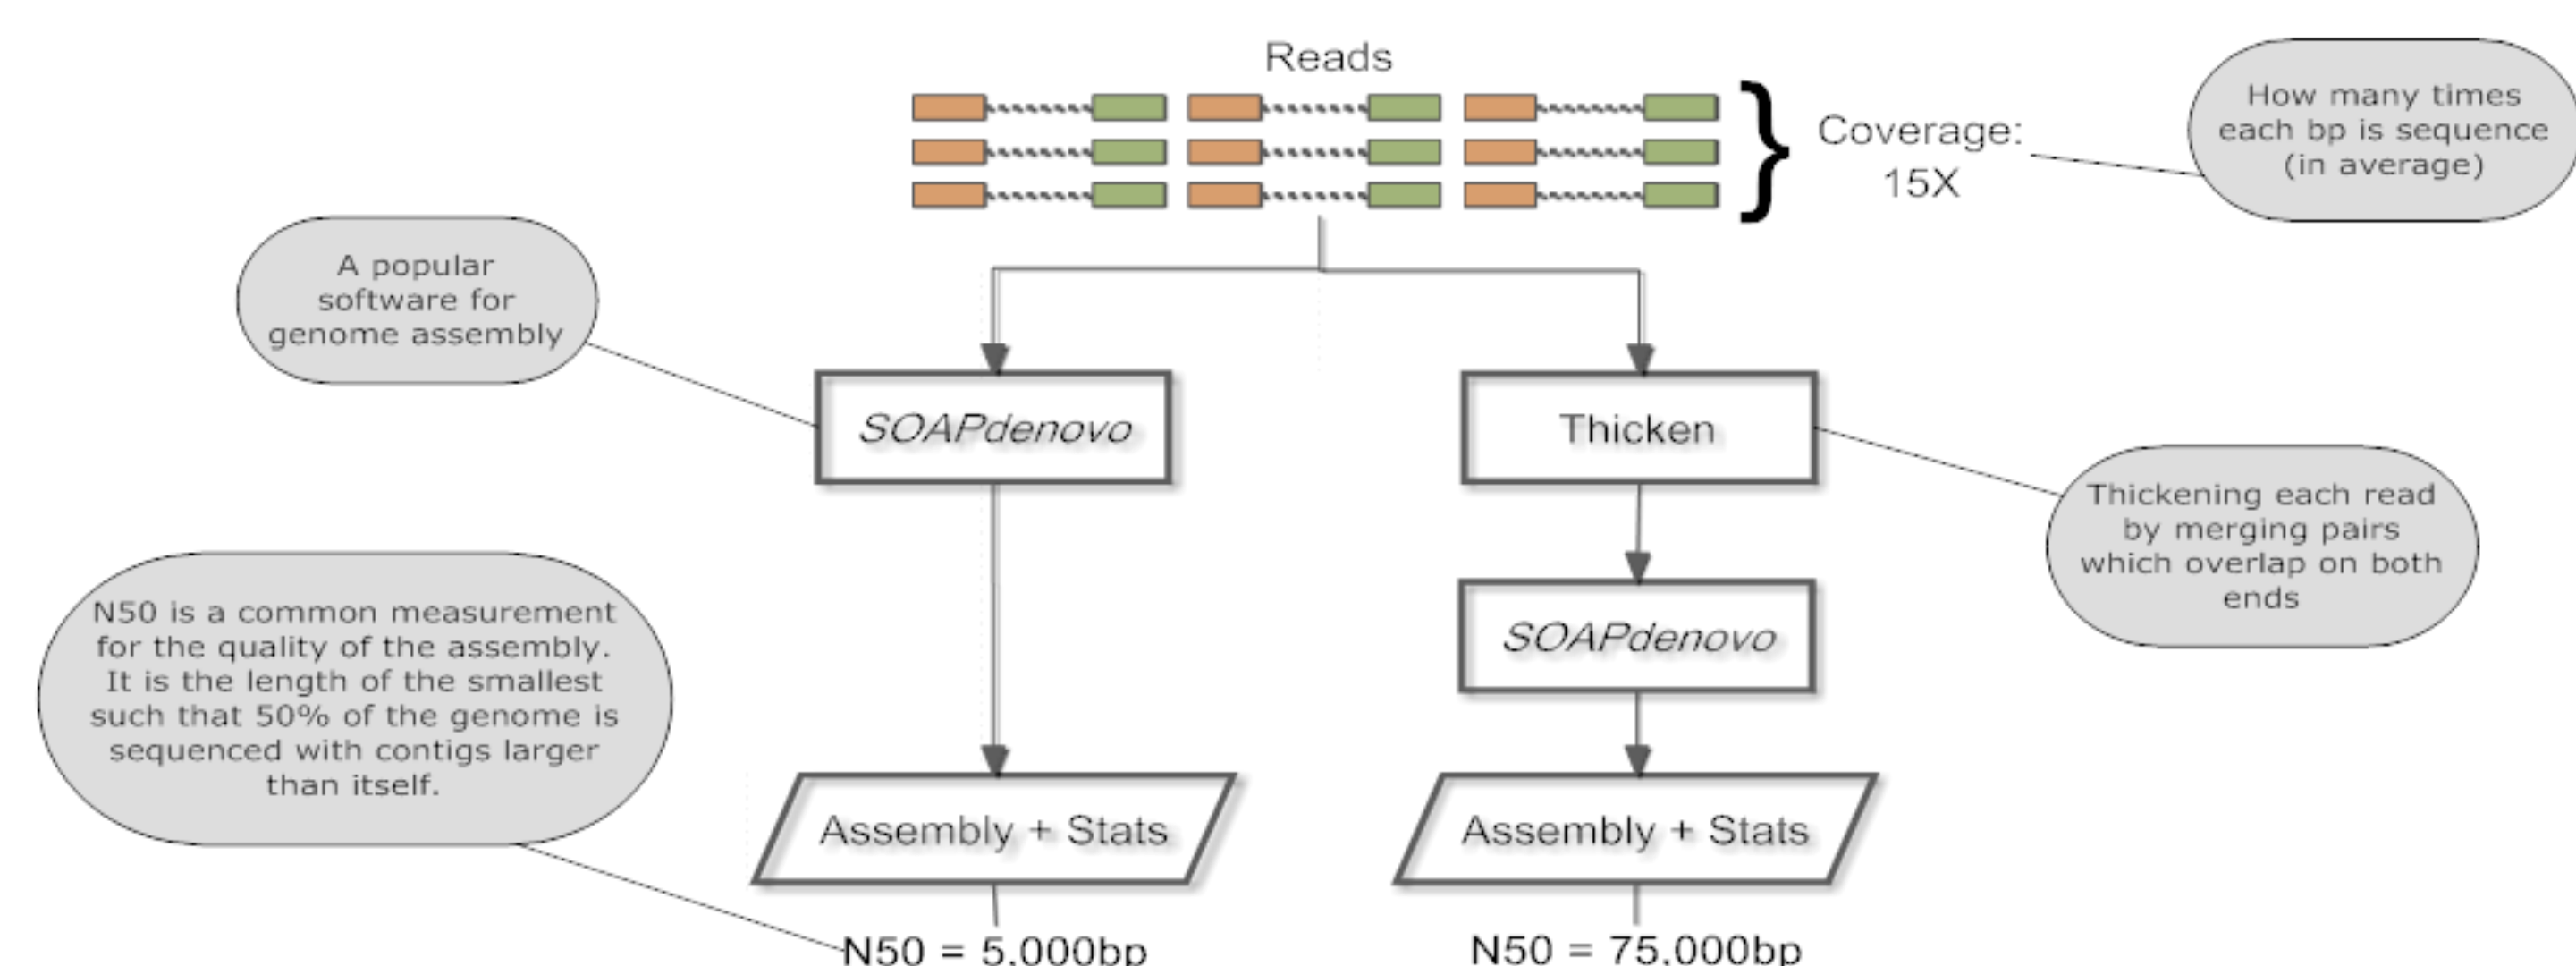 Reads
Coverage:
15X
How many times
each bp is sequence
(in average)
A popular
software for
genome assembly
SOAPdenovo
Thicken
Thickening each read
by merging pairs
which overlap on both
ends
SOAPdenovo
N50 is a common measurement
for the quality of the assembly.
It is the length of the smallest
such that 50% of the genome is
sequenced with contigs larger
than itself.
Assembly + Stats
Assembly + Stats
N50 = 5.000bp
N50 = 75.000bp